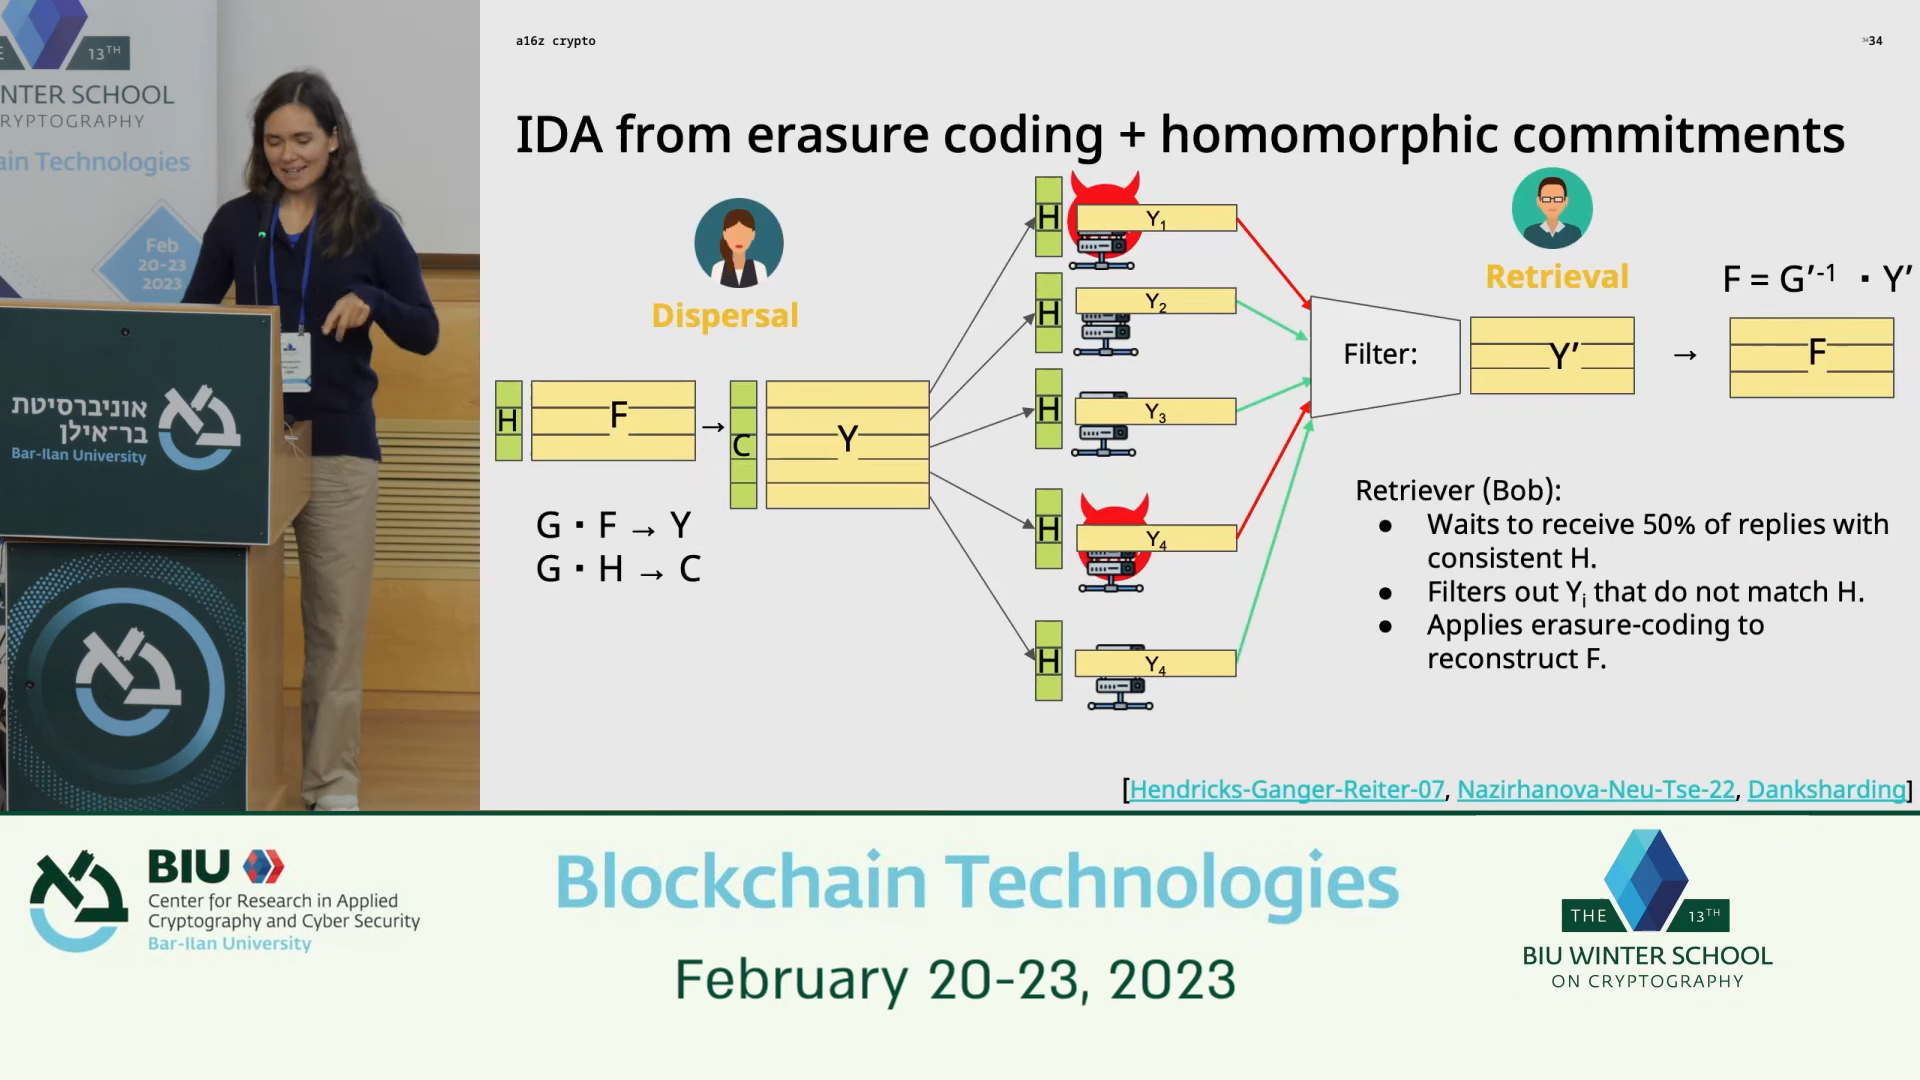 13TH
NTER SCHOOL
RYPTOGRAPHY
ain Technologies
Feb
20-23
2023
אוניברסיטת
בר־אילן
Bar-Ilan University
a16z crypto
34
IDA from erasure coding + homomorphic commitments
Dispersal
H
F
→
C
Y
G · F → Y
G · H → C
H
Y1
H
Y2
H
Y3
H
Y4
H
Y4
Filter:
Retrieval
F = G’-1 · Y’
Y’
→
F
Retriever (Bob):
● Waits to receive 50% of replies with
consistent H.
● Filters out Yi that do not match H.
● Applies erasure-coding to
reconstruct F.
[Hendricks-Ganger-Reiter-07, Nazirhanova-Neu-Tse-22, Danksharding]
BIU
Center for Research in Applied
Cryptography and Cyber Security
Bar-Ilan University
Blockchain Technologies
February 20-23, 2023
THE 13TH
BIU WINTER SCHOOL
ON CRYPTOGRAPHY